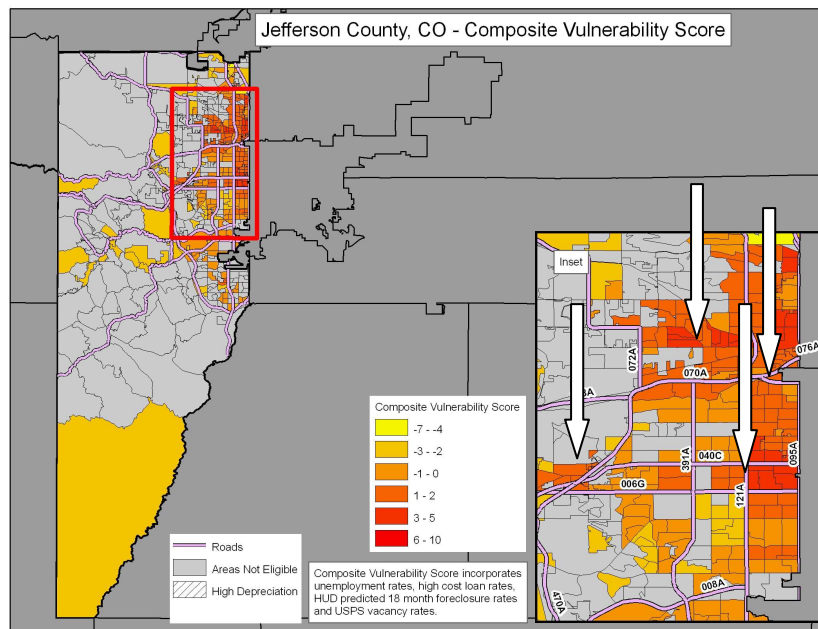 Jefferson County, CO - Composite Vulnerability Score
Inset
072A
076A
070A
391A
040C
095A
006G
121A
008A
470A
Composite Vulnerability Score
-7 - -4
-3 - -2
-1 - 0
1 - 2
3 - 5
6 - 10
Roads
Areas Not Eligible
High Depreciation
Composite Vulnerability Score incorporates
unemployment rates, high cost loan rates,
HUD predicted 18 month foreclosure rates
and USPS vacancy rates.